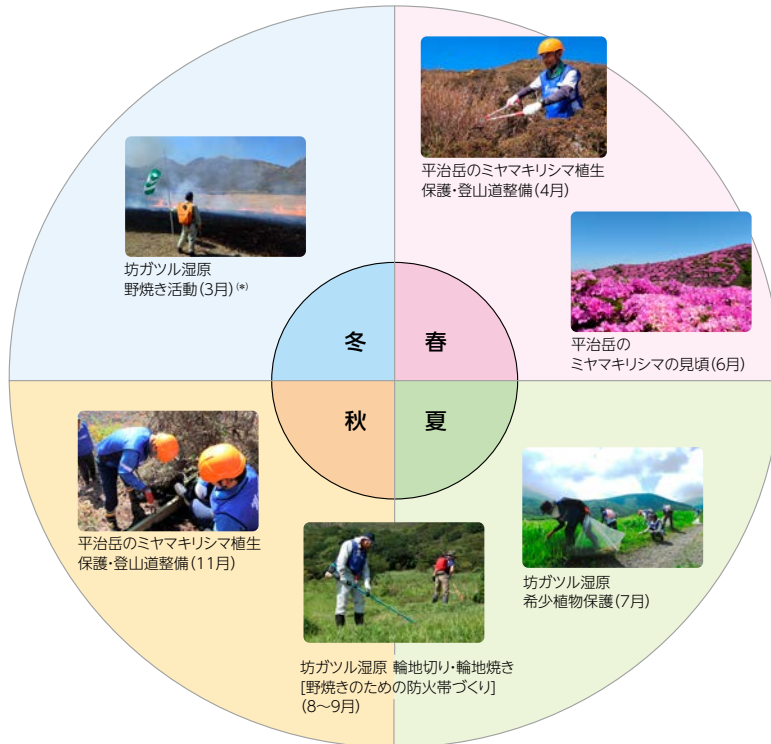 平治岳のミヤマキリシマ植生
保護・登山道整備(4月)
坊ガツル湿原
野焼き活動(3月)(*)
平治岳の
ミヤマキリシマの見頃(6月)
冬
春
秋
夏
平治岳のミヤマキリシマ植生
保護・登山道整備(11月)
坊ガツル湿原
希少植物保護(7月)
坊ガツル湿原 輪地切り・輪地焼き
[野焼きのための防火帯づくり]
(8〜9月)